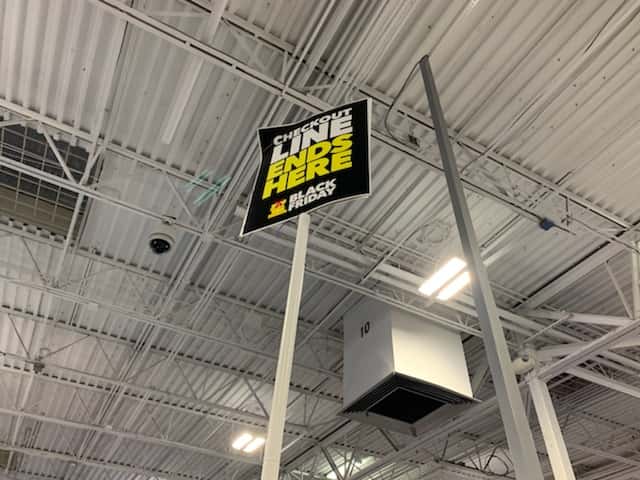 CHECKOUT
LINE
ENDS
HERE
BLACK
FRIDAY
10